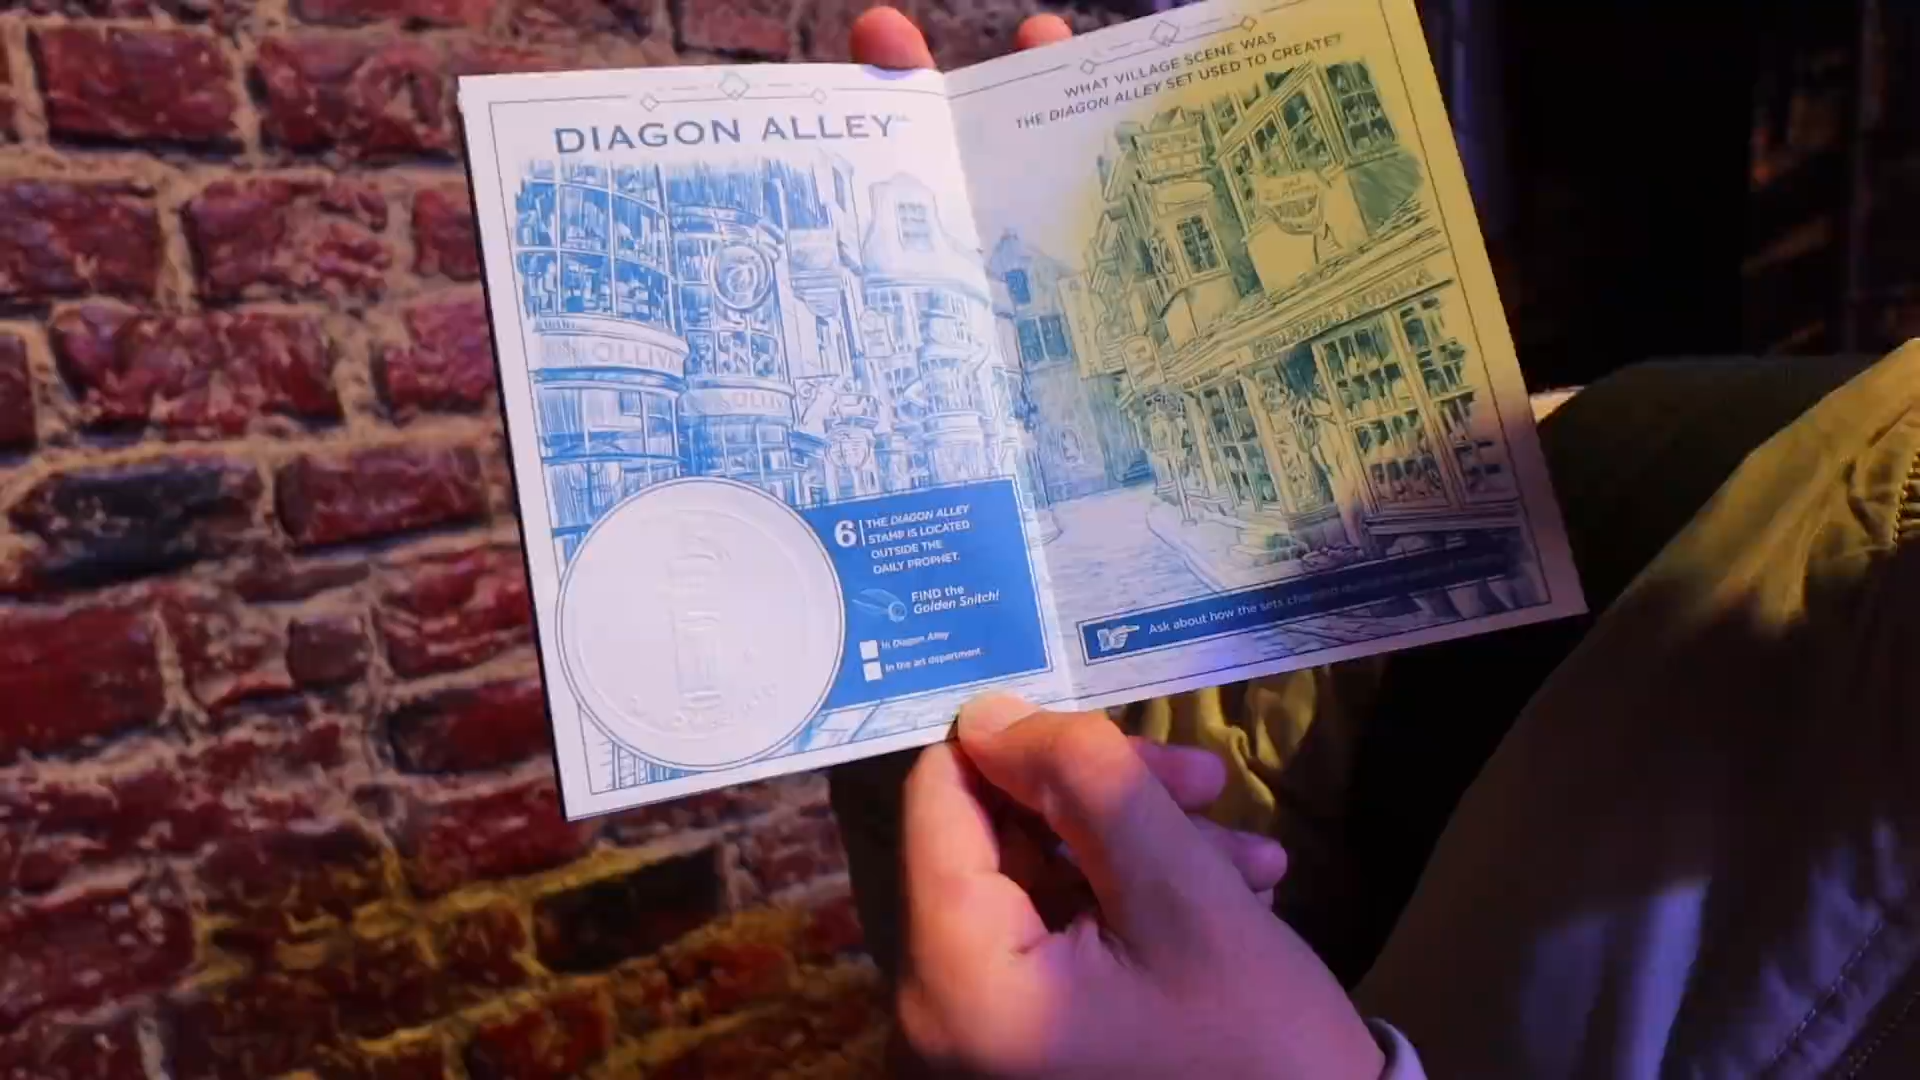 DIAGON ALLEY
OLLIV
OLLIV
6
THE DIAGON ALLEY
STAMP IS LOCATED
OUTSIDE THE
DAILY PROPHET.
FIND the
Golden Snitch!
In Diagon Alley
In the art department
WHAT VILLAGE SCENE WAS
THE DIAGON ALLEY SET USED TO CREATE?
Ask about how the sets changed